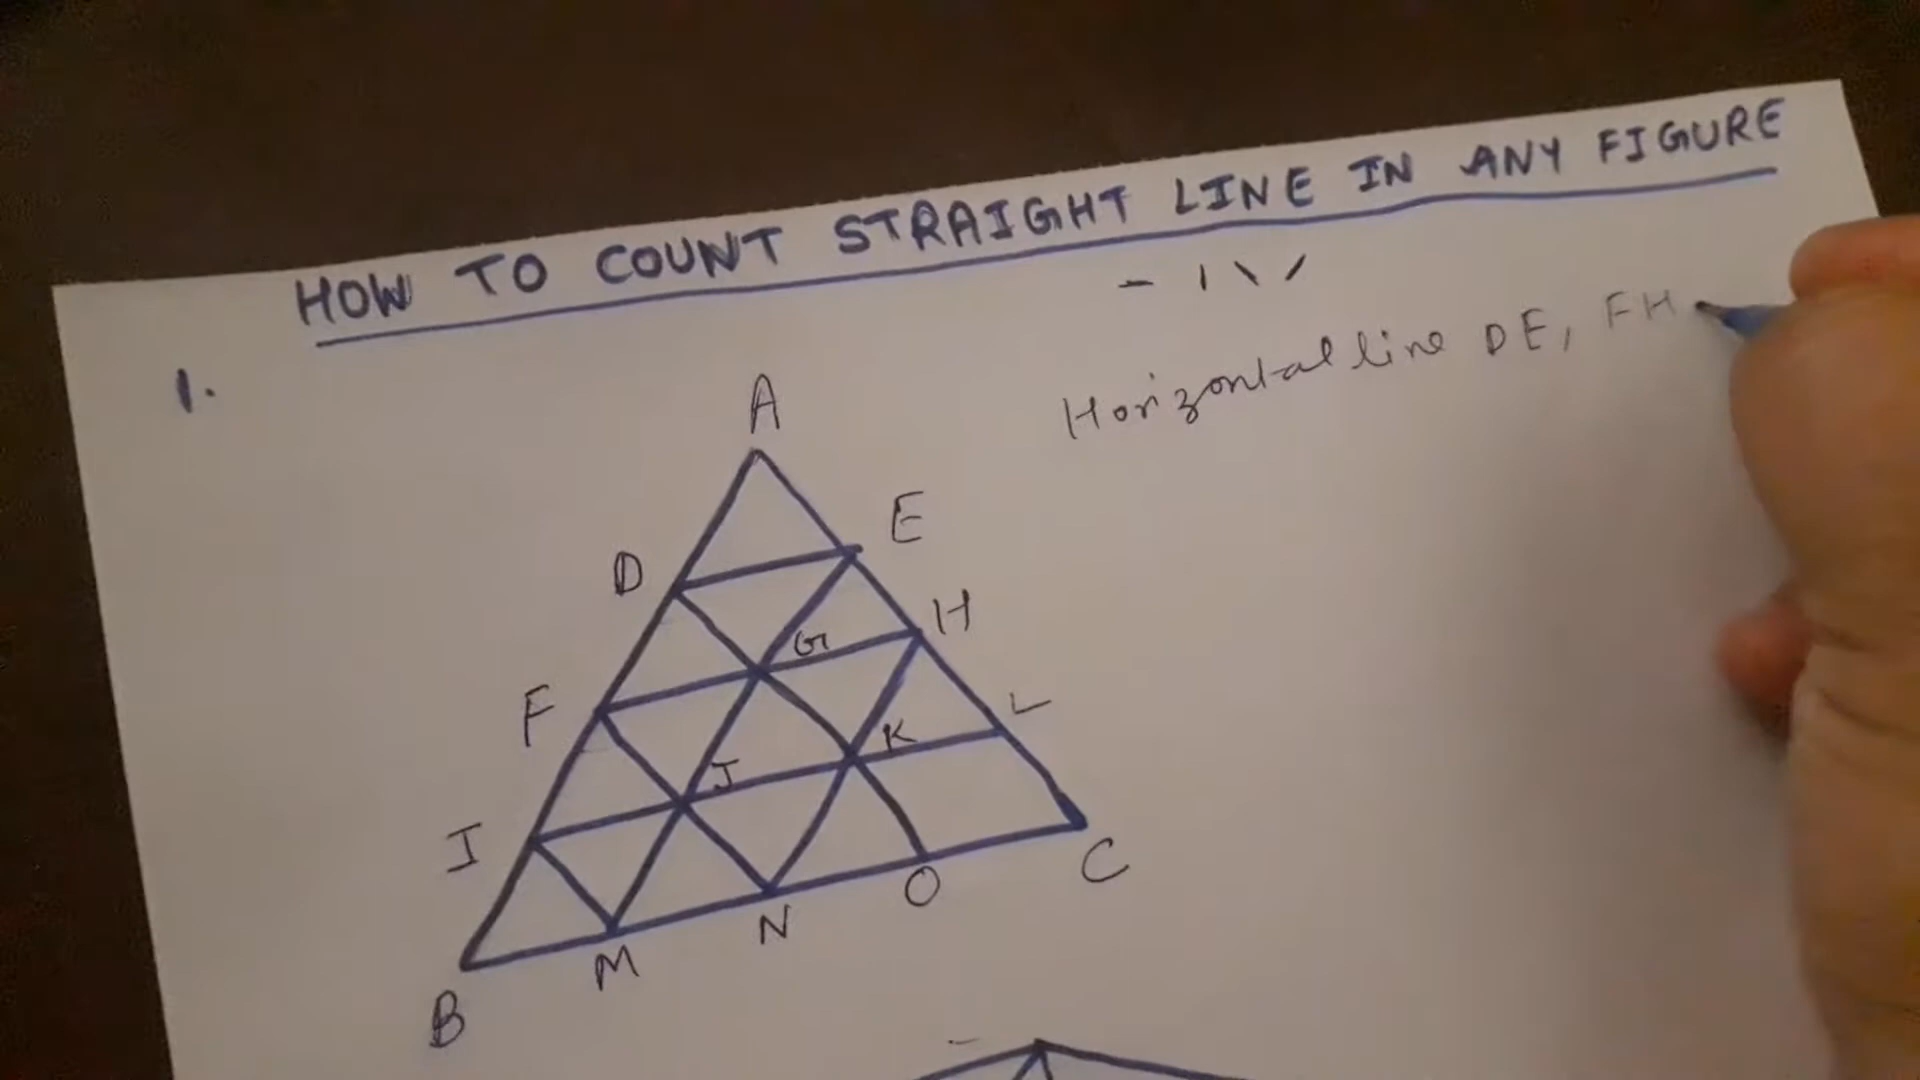 HOW TO COUNT STRAIGHT LINE IN ANY FIGURE
- | \ /
Horizontal line DE, FH
1.
A
E
D
H
G
F
L
K
J
I
C
O
N
M
B